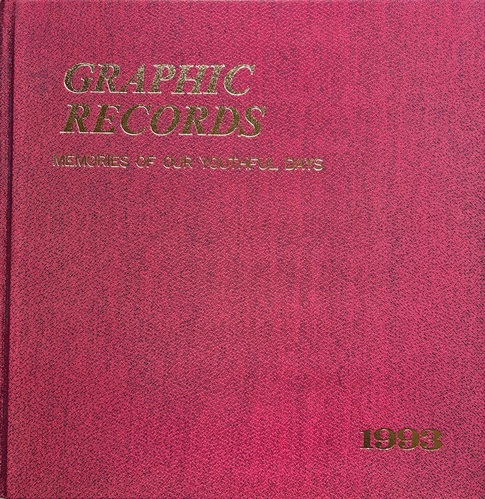 GRAPHIC
RECORDS
MEMORIES OF OUR YOUTHFUL DAYS
1993